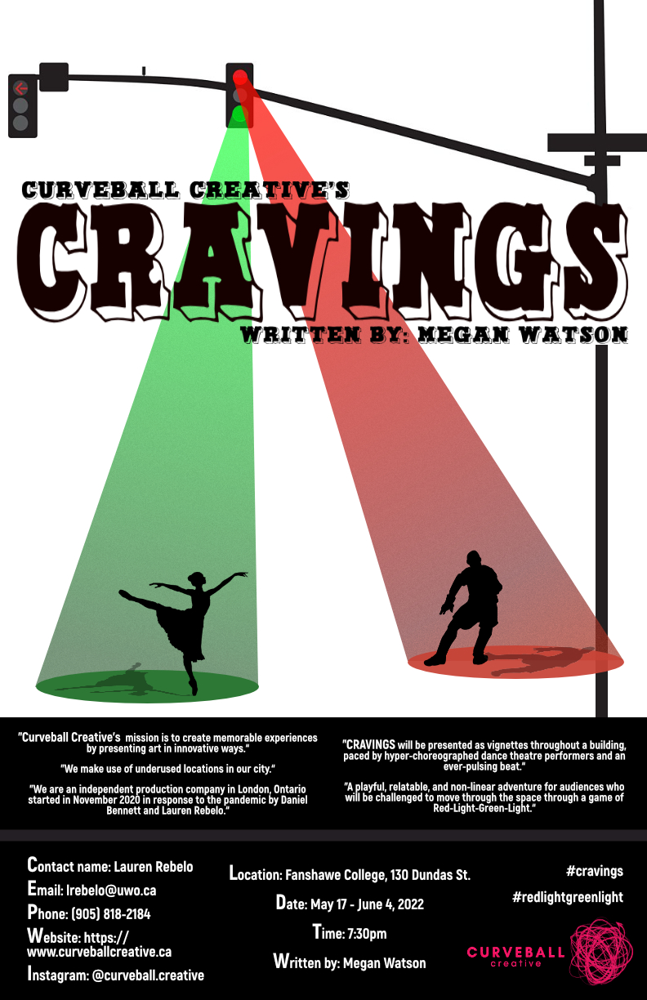 CURVEBALL CREATIVE'S
CRAVINGS
WRITTEN BY: MEGAN WATSON
"Curveball Creative's mission is to create memorable experiences
by presenting art in innovative ways."
"We make use of underused locations in our city."
"We are an independent production company in London, Ontario
started in November 2020 in response to the pandemic by Daniel
Bennett and Lauren Rebelo."
"CRAVINGS will be presented as vignettes throughout a building,
paced by hyper-choreographed dance theatre performers and an
ever-pulsing beat."
"A playful, relatable, and non-linear adventure for audiences who
will be challenged to move through the space through a game of
Red-Light-Green-Light."
Contact name: Lauren Rebelo
Email: lrebelo@uwo.ca
Phone: (905) 818-2184
Website: https://
www.curveballcreative.ca
Instagram: @curveball.creative
Location: Fanshawe College, 130 Dundas St.
Date: May 17 - June 4, 2022
Time: 7:30pm
Written by: Megan Watson
#cravings
#redlightgreenlight
CURVEBALL
creative